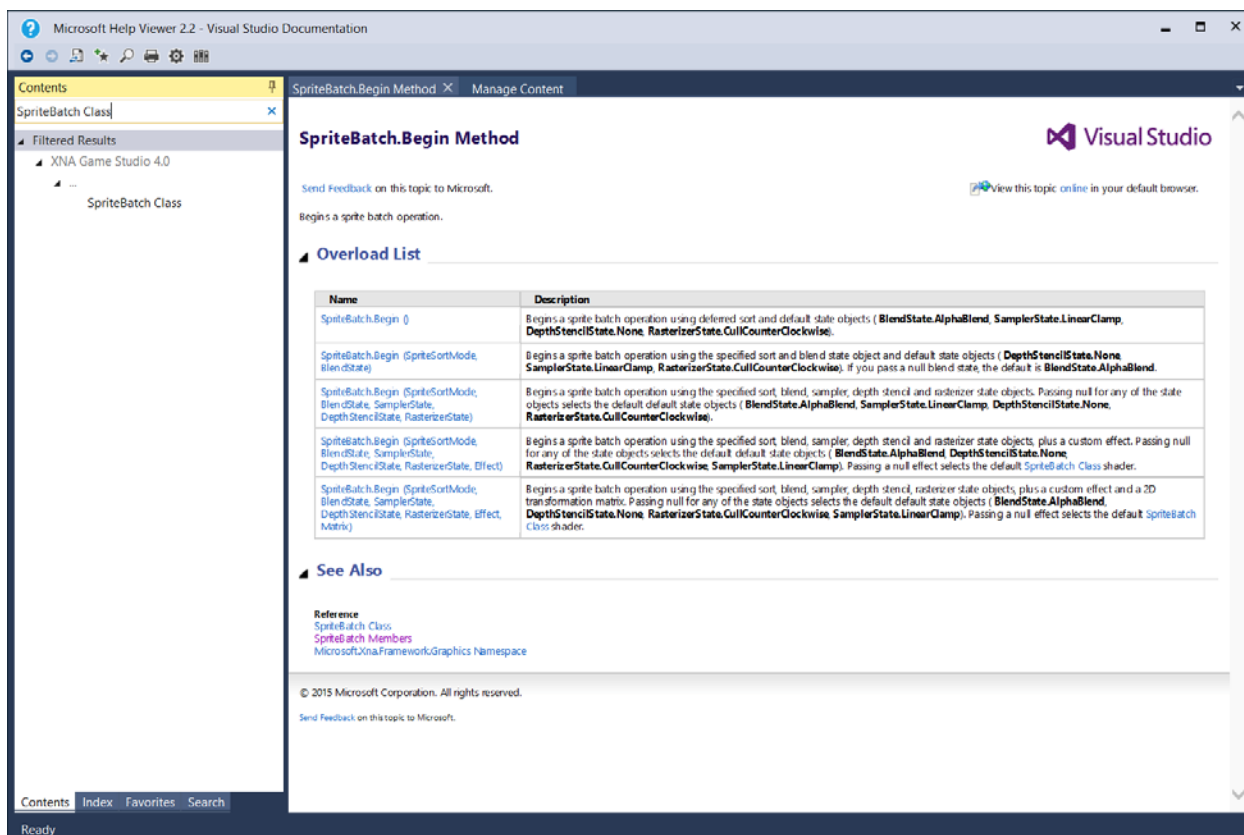 Microsoft Help Viewer 2.2 - Visual Studio Documentation
Contents
SpriteBatch Class
Filtered Results
XNA Game Studio 4.0
...
SpriteBatch Class
SpriteBatch.Begin Method
Manage Content
SpriteBatch.Begin Method
Visual Studio
Send Feedback on this topic to Microsoft.
View this topic online in your default browser.
Begins a sprite batch operation.
Overload List
Name
Description
SpriteBatch.Begin ()
Begins a sprite batch operation using deferred sort and default state objects ( BlendState.AlphaBlend, SamplerState.LinearClamp,
DepthStencilState.None, RasterizerState.CullCounterClockwise).
SpriteBatch.Begin (SpriteSortMode,
BlendState)
Begins a sprite batch operation using the specified sort and blend state object and default state objects ( DepthStencilState.None,
SamplerState.LinearClamp, RasterizerState.CullCounterClockwise). If you pass a null blend state, the default is BlendState.AlphaBlend.
SpriteBatch.Begin (SpriteSortMode,
BlendState, SamplerState,
DepthStencilState, RasterizerState)
Begins a sprite batch operation using the specified sort, blend, sampler, depth stencil and rasterizer state objects. Passing null for any of the state
objects selects the default default state objects ( BlendState.AlphaBlend, SamplerState.LinearClamp, DepthStencilState.None,
RasterizerState.CullCounterClockwise).
SpriteBatch.Begin (SpriteSortMode,
BlendState, SamplerState,
DepthStencilState, RasterizerState, Effect)
Begins a sprite batch operation using the specified sort, blend, sampler, depth stencil and rasterizer state objects, plus a custom effect. Passing null
for any of the state objects selects the default default state objects ( BlendState.AlphaBlend, DepthStencilState.None,
RasterizerState.CullCounterClockwise, SamplerState.LinearClamp). Passing a null effect selects the default SpriteBatch Class shader.
SpriteBatch.Begin (SpriteSortMode,
BlendState, SamplerState,
DepthStencilState, RasterizerState, Effect,
Matrix)
Begins a sprite batch operation using the specified sort, blend, sampler, depth stencil, rasterizer state objects, plus a custom effect and a 2D
transformation matrix. Passing null for any of the state objects selects the default default state objects ( BlendState.AlphaBlend,
DepthStencilState.None, RasterizerState.CullCounterClockwise, SamplerState.LinearClamp). Passing a null effect selects the default SpriteBatch
Class shader.
See Also
Reference
SpriteBatch Class
SpriteBatch Members
Microsoft.Xna.Framework.Graphics Namespace
© 2015 Microsoft Corporation. All rights reserved.
Send Feedback on this topic to Microsoft.
Contents Index Favorites Search
Ready